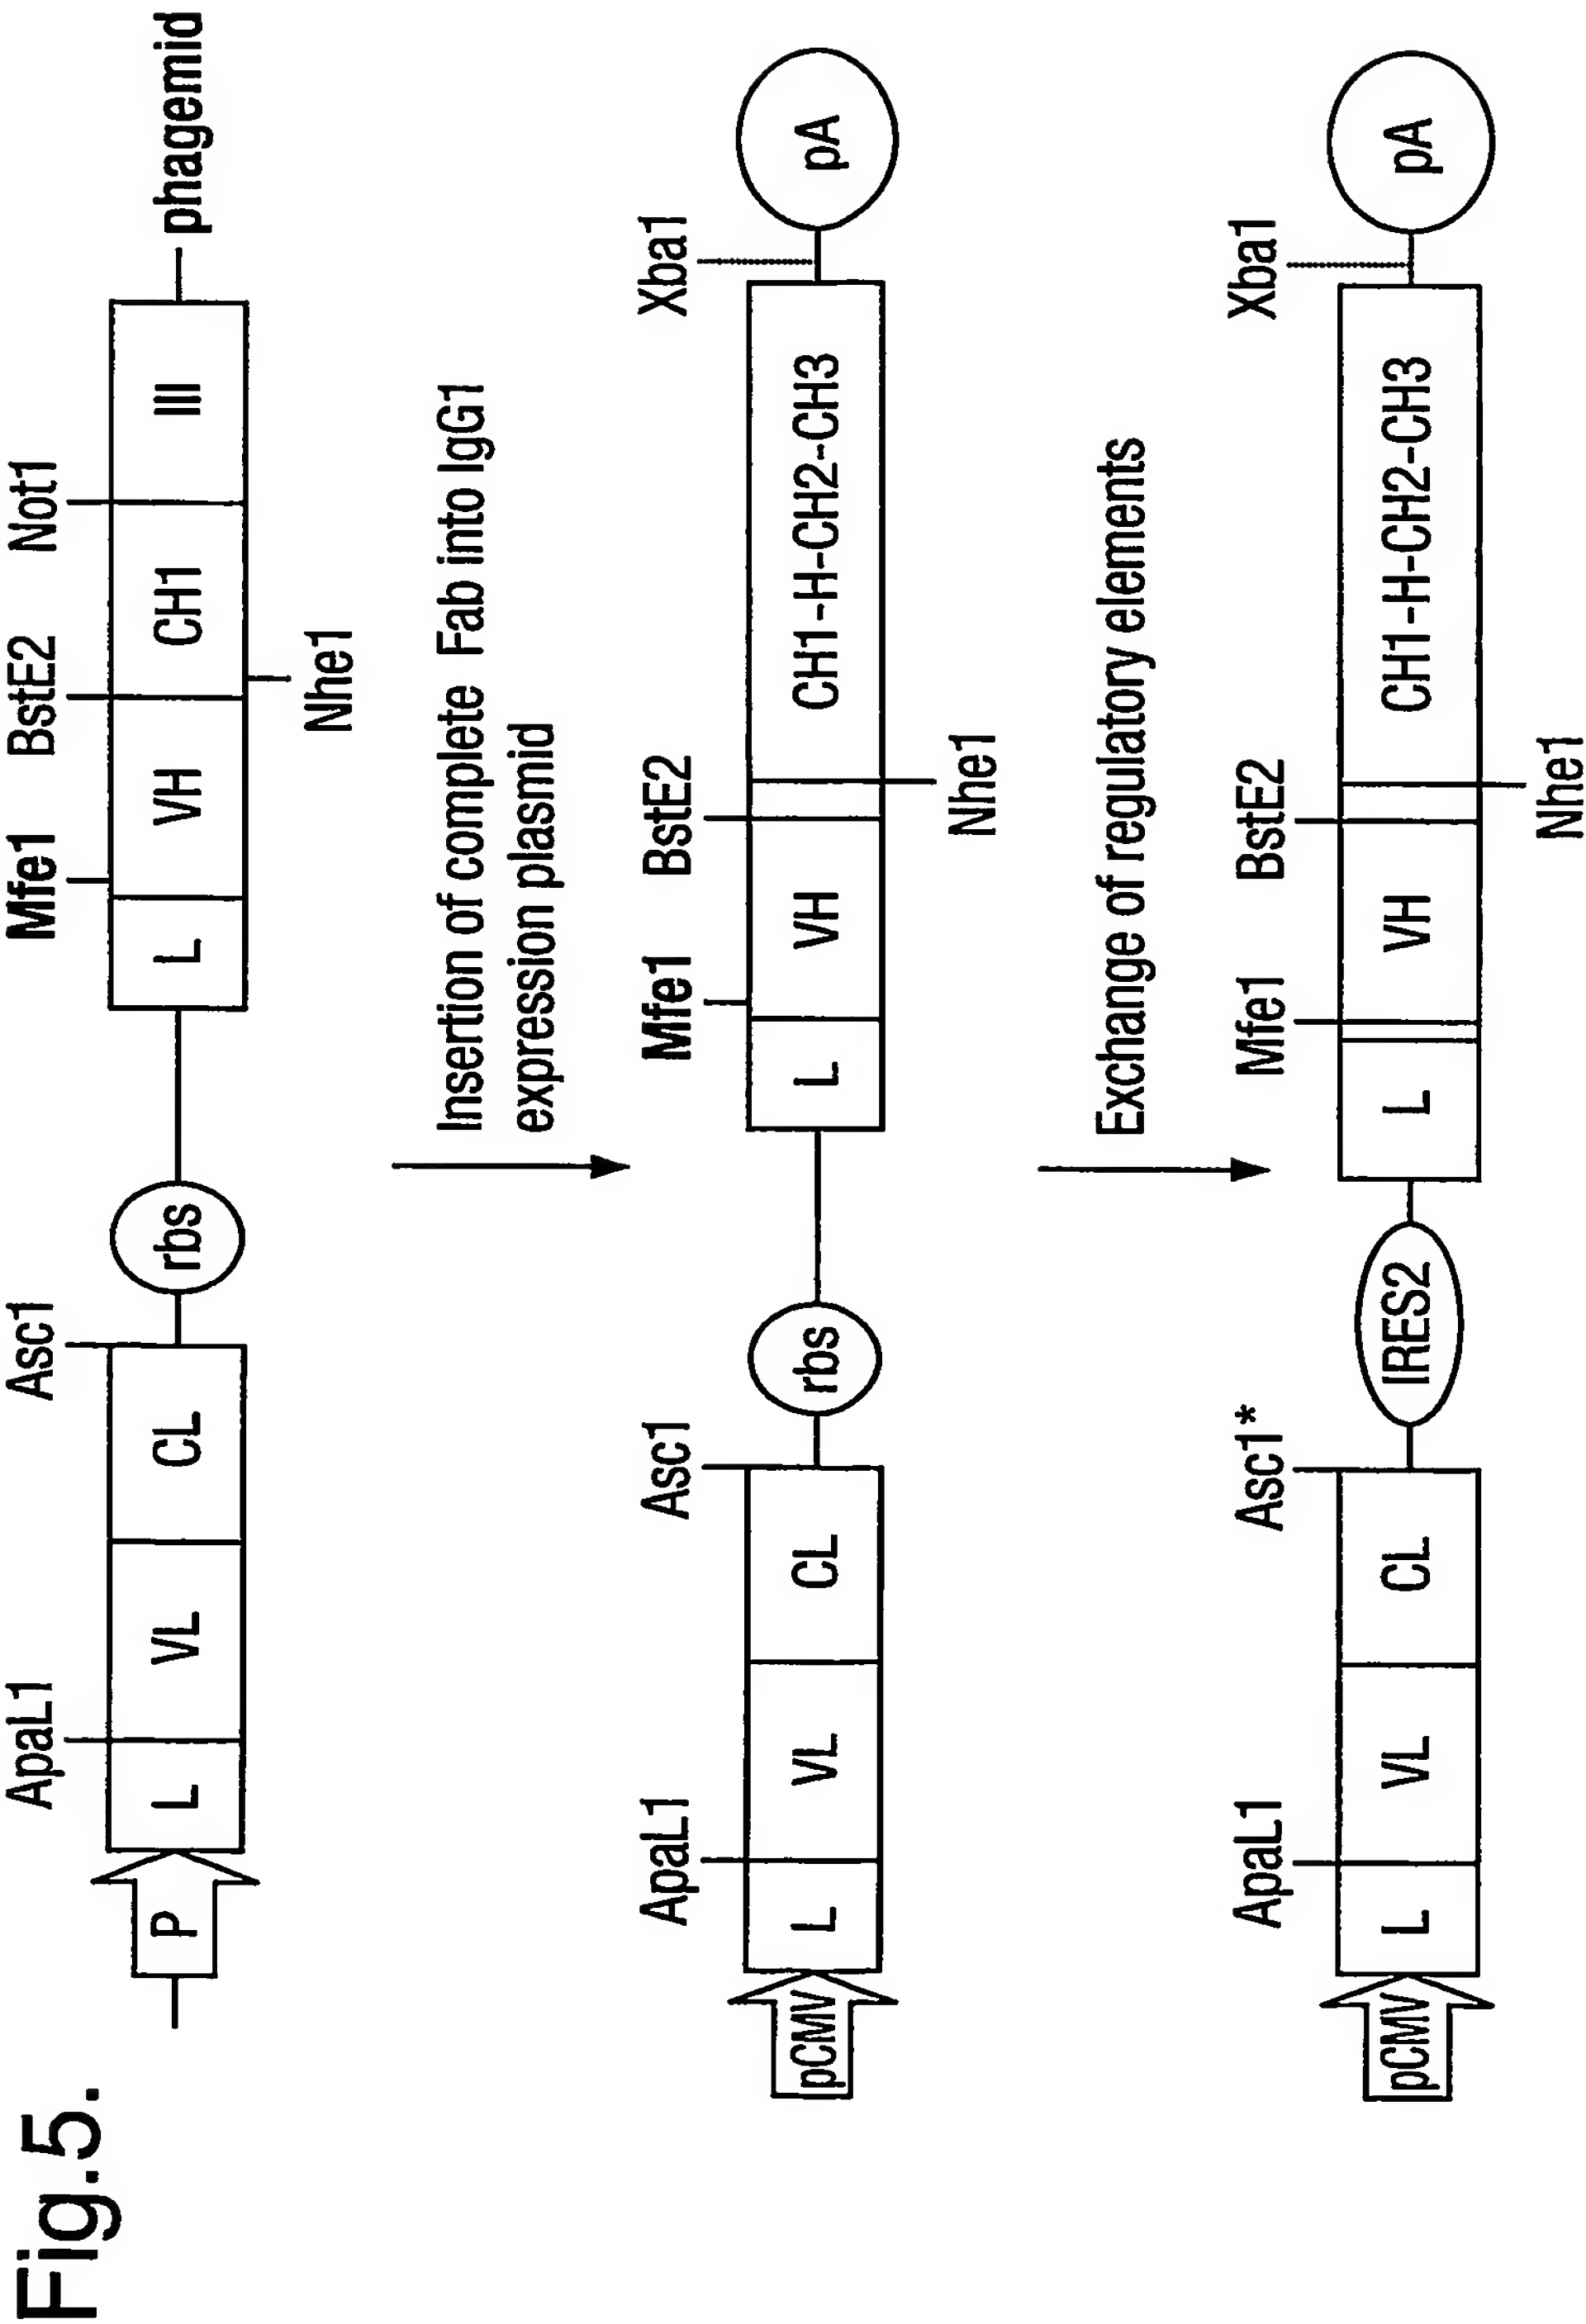 Fig.5.
ApaL1 Asc1 Mfe1 BstE2 Not1
P L VL CL rbs L VH CH1 III phagemid
Nhe1
Insertion of complete Fab into IgG1
expression plasmid
ApaL1 Asc1 Mfe1 BstE2 Xba1
pCMV L VL CL rbs L VH CH1-H-CH2-CH3 pA
Nhe1
Exchange of regulatory elements
ApaL1 Asc1* Mfe1 BstE2 Xba1
pCMV L VL CL IRES2 L VH CH1-H-CH2-CH3 pA
Nhe1